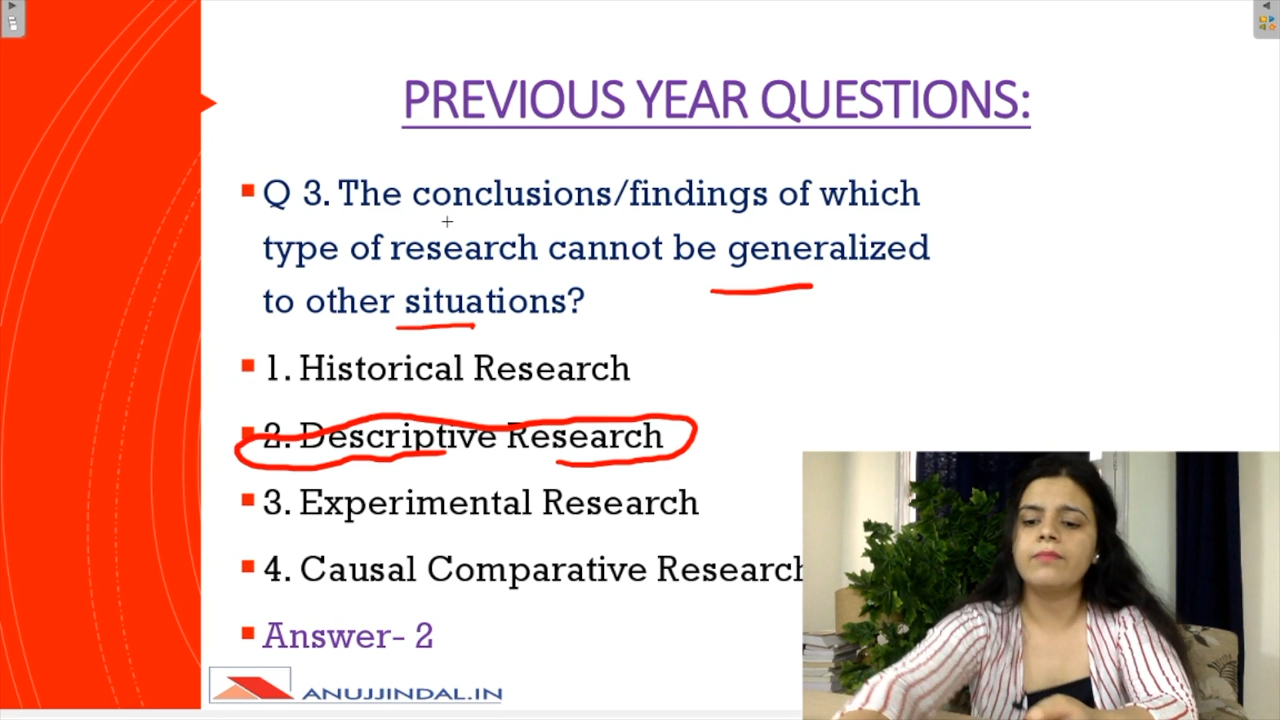 PREVIOUS YEAR QUESTIONS:
Q 3. The conclusions/findings of which
type of research cannot be generalized
to other situations?
1. Historical Research
2. Descriptive Research
3. Experimental Research
4. Causal Comparative Research
Answer- 2
ANUJJINDAL.IN